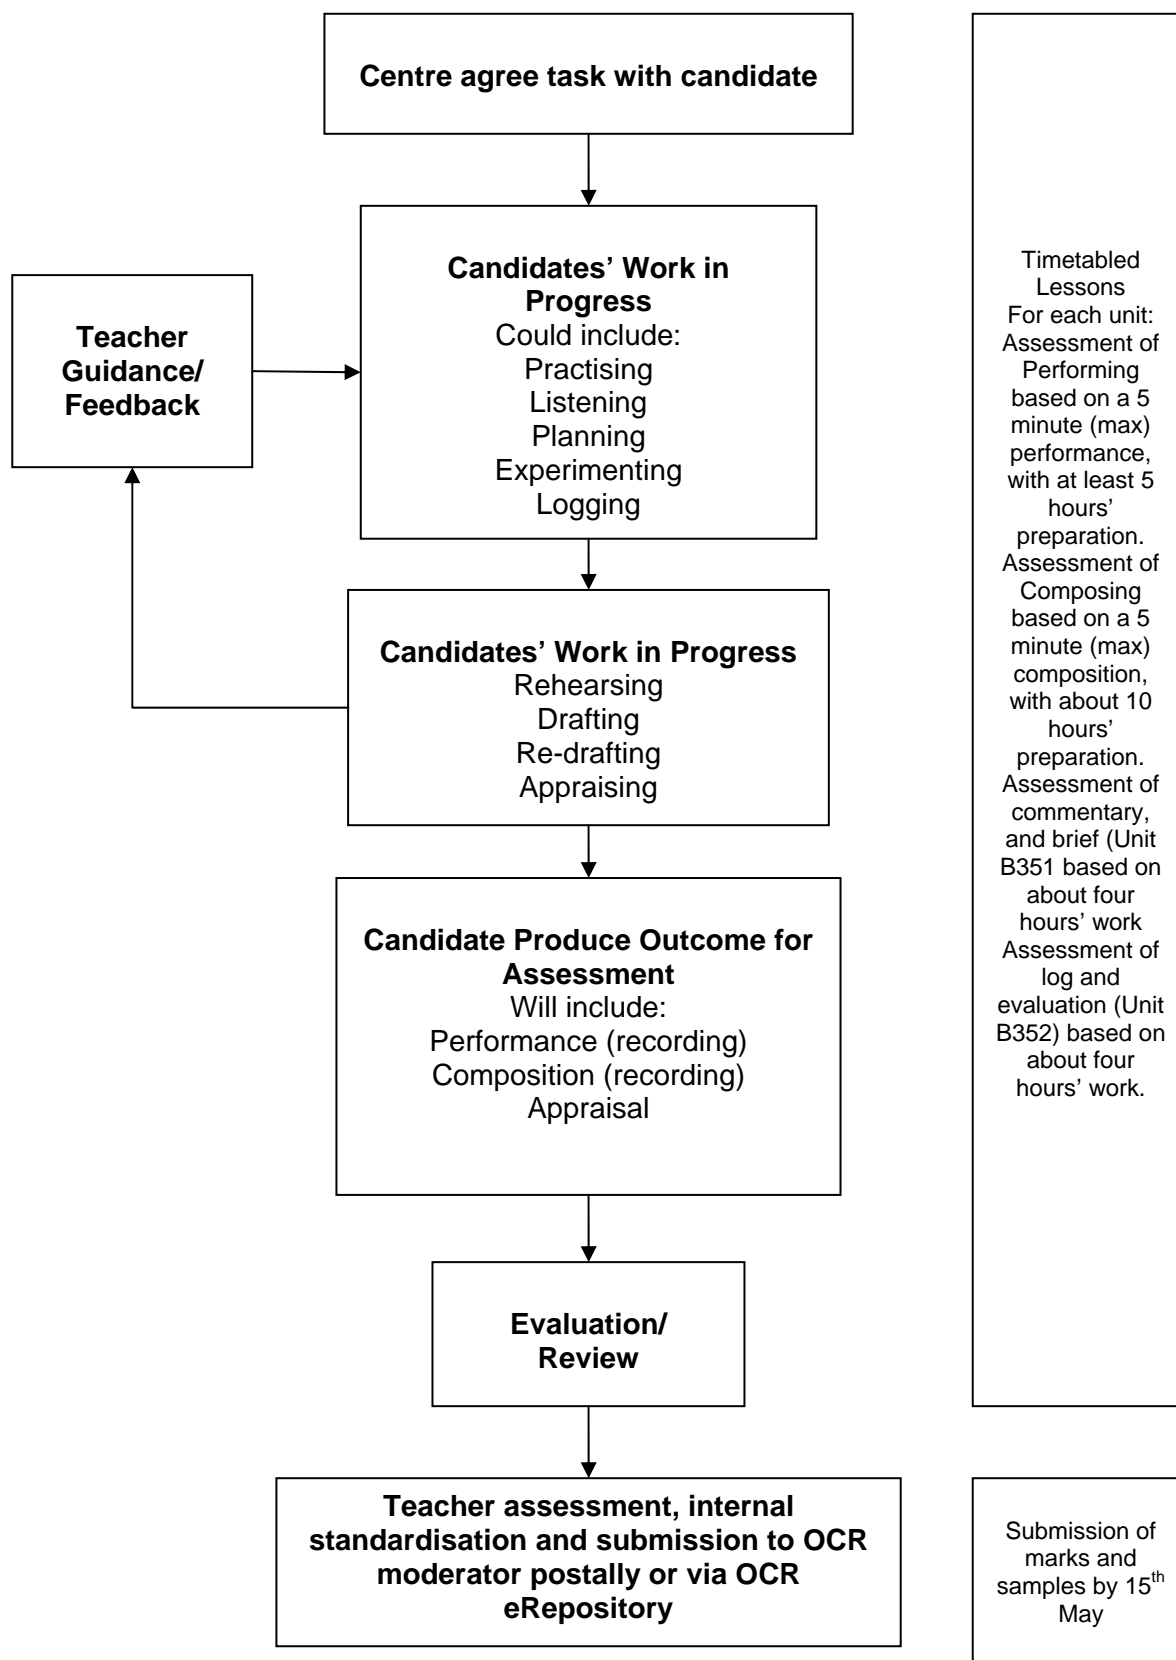 Centre agree task with candidate
Candidates’ Work in
Progress
Could include:
Practising
Listening
Planning
Experimenting
Logging
Teacher
Guidance/
Feedback
Candidates’ Work in Progress
Rehearsing
Drafting
Re-drafting
Appraising
Candidate Produce Outcome for
Assessment
Will include:
Performance (recording)
Composition (recording)
Appraisal
Evaluation/
Review
Teacher assessment, internal
standardisation and submission to OCR
moderator postally or via OCR
eRepository
Timetabled
Lessons
For each unit:
Assessment of
Performing
based on a 5
minute (max)
performance,
with at least 5
hours’
preparation.
Assessment of
Composing
based on a 5
minute (max)
composition,
with about 10
hours’
preparation.
Assessment of
commentary,
and brief (Unit
B351 based on
about four
hours’ work
Assessment of
log and
evaluation (Unit
B352) based on
about four
hours’ work.
Submission of
marks and
samples by 15th
May